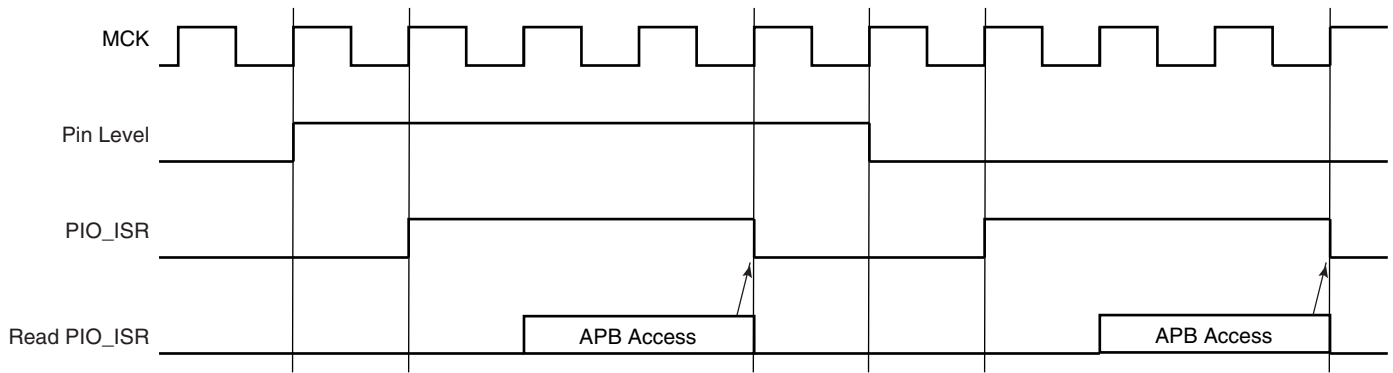 MCK
Pin Level
PIO_ISR
Read PIO_ISR
APB Access
APB Access